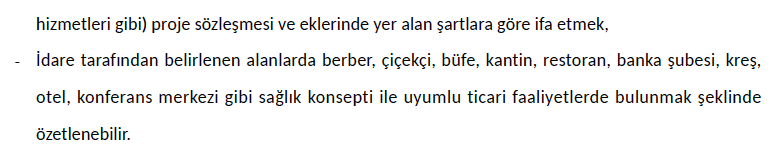 hizmetleri gibi) proje sözleşmesi ve eklerinde yer alan şartlara göre ifa etmek,
- İdare tarafından belirlenen alanlarda berber, çiçekçi, büfe, kantin, restoran, banka şubesi, kreş,
otel, konferans merkezi gibi sağlık konsepti ile uyumlu ticari faaliyetlerde bulunmak şeklinde
özetlenebilir.